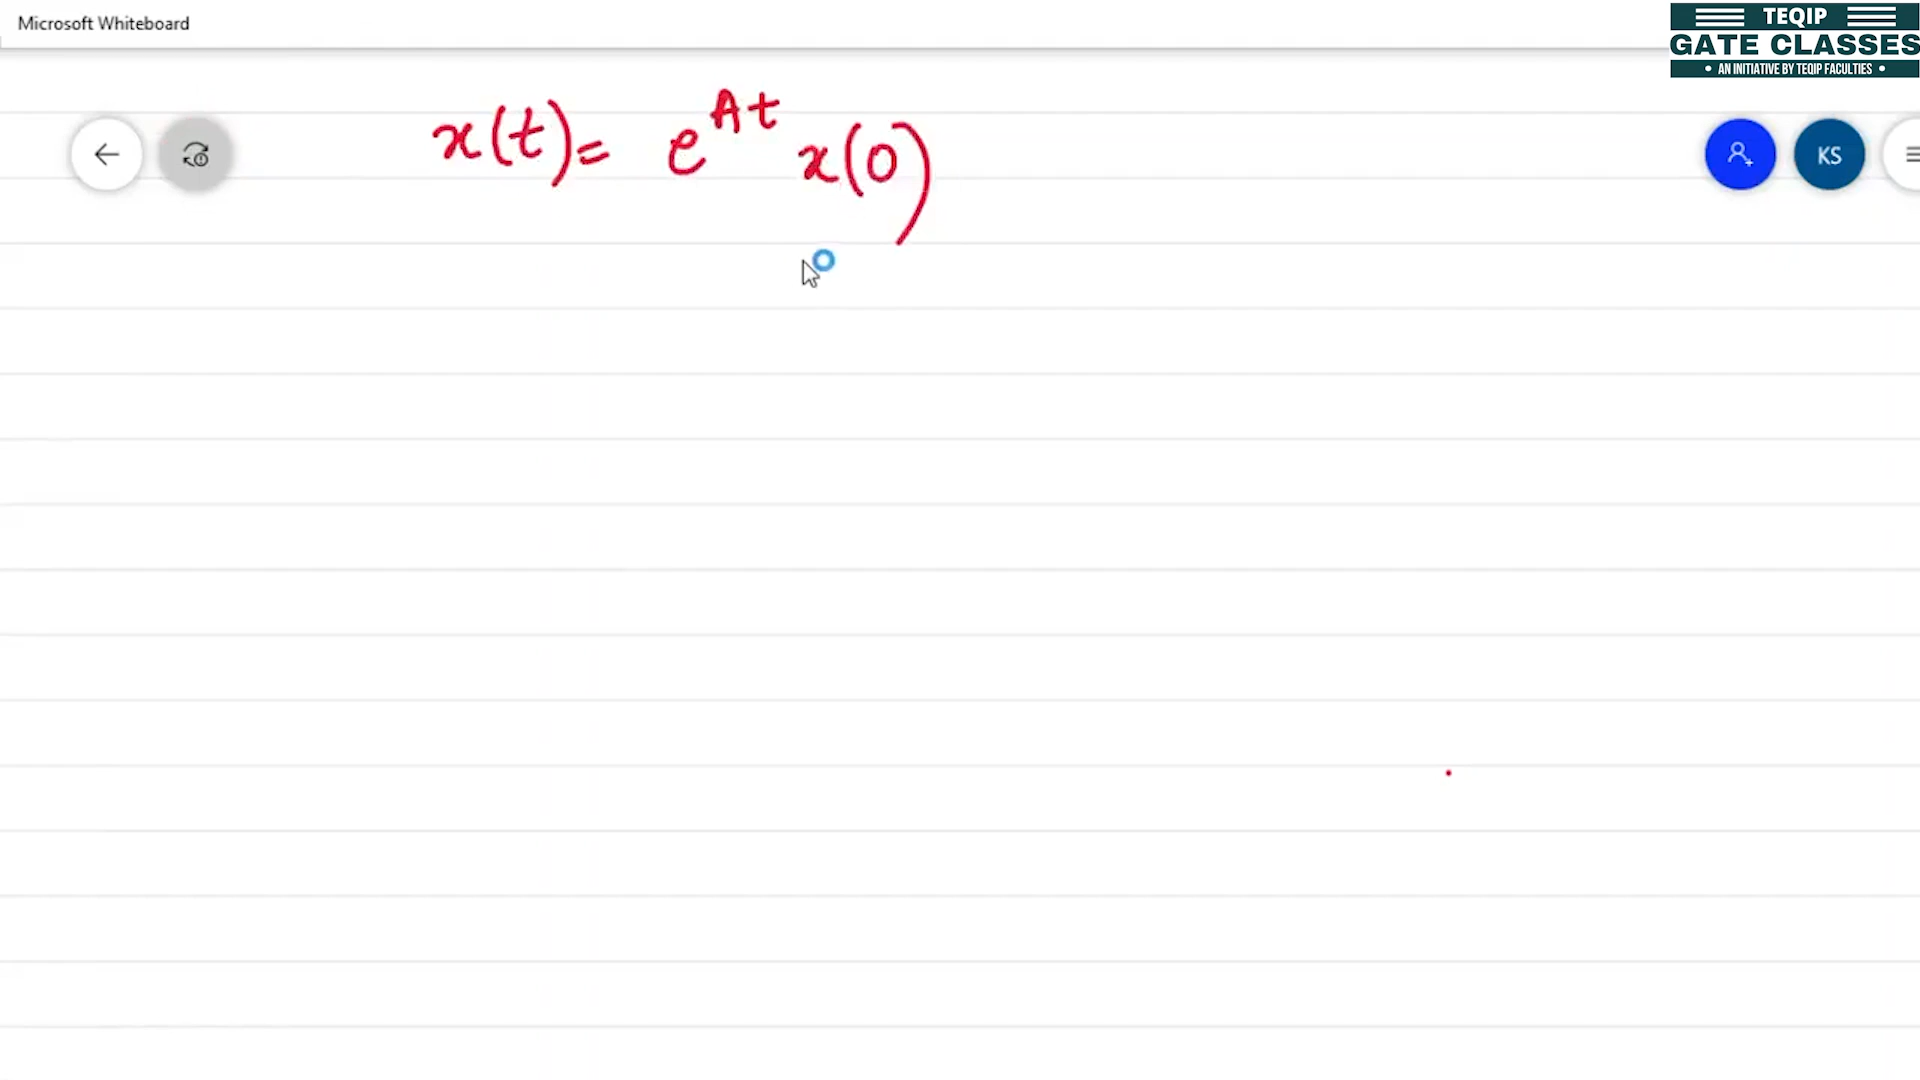 Microsoft Whiteboard
TEQIP
GATE CLASSES
• AN INITIATIVE BY TEQIP FACULTIES •
x(t) = e^{At} x(0)
KS